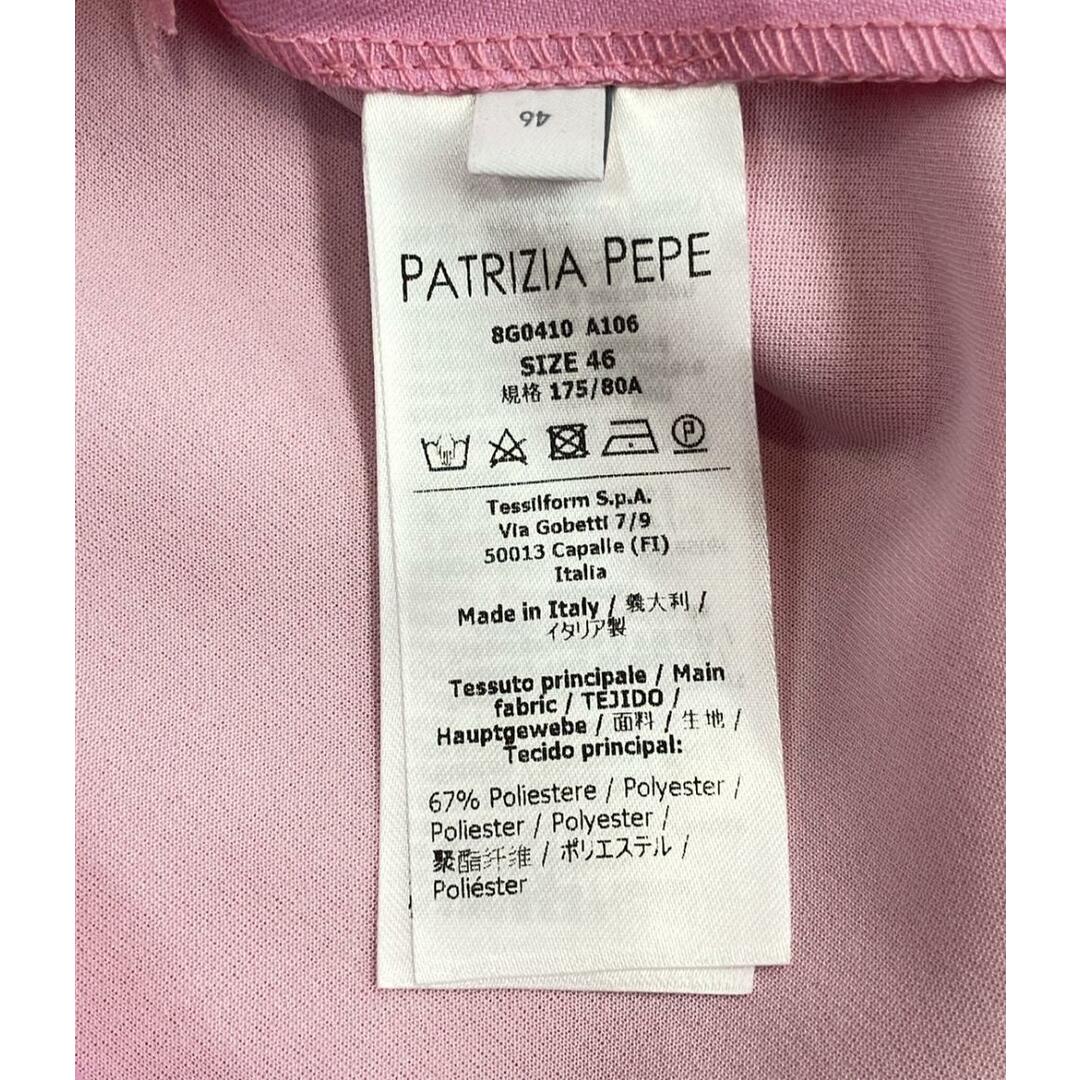 46
PATRIZIA PEPE
8G0410 A106
SIZE 46
規格 175/80A
P
Tessilform S.p.A.
Via Gobetti 7/9
50013 Capalle (FI)
Italia
Made in Italy / 義大利 /
イタリア製
Tessuto principale / Main
fabric / TEJIDO /
Hauptgewebe / 面料 / 生地 /
Tecido principal:
67% Poliestere / Polyester /
Poliester / Polyester /
聚酯纤维 / ポリエステル /
Poliéster